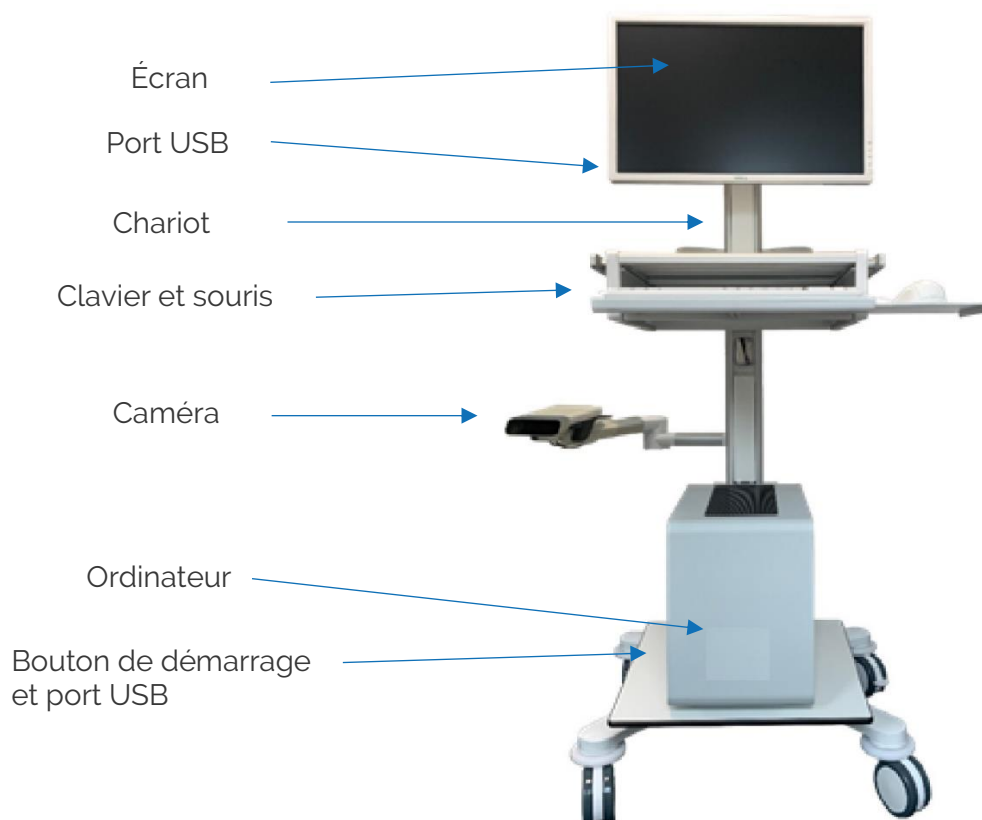 Écran
Port USB
Chariot
Clavier et souris
Caméra
Ordinateur
Bouton de démarrage
et port USB